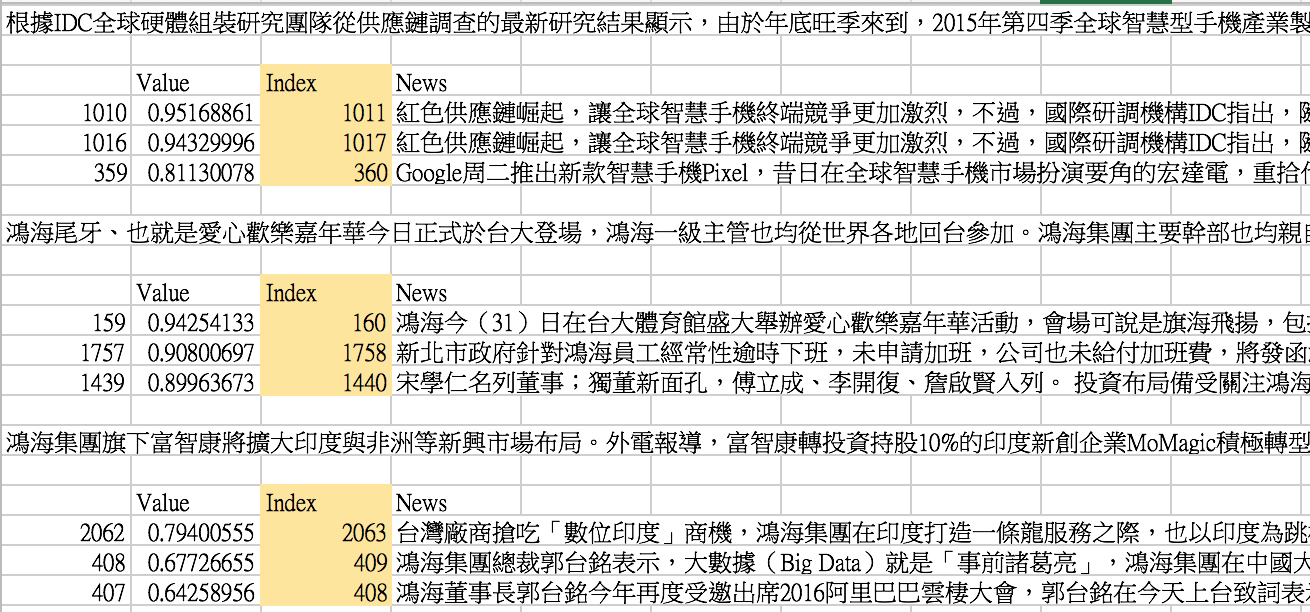 根據IDC全球硬體組裝研究團隊從供應鏈調查的最新研究結果顯示，由於年底旺季來到，2015年第四季全球智慧型手機產業製
Value Index News
1010 0.95168861 1011 紅色供應鏈崛起，讓全球智慧手機終端競爭更加激烈，不過，國際研調機構IDC指出，隨
1016 0.94329996 1017 紅色供應鏈崛起，讓全球智慧手機終端競爭更加激烈，不過，國際研調機構IDC指出，隨
359 0.81130078 360 Google周二推出新款智慧手機Pixel，昔日在全球智慧手機市場扮演要角的宏達電，重拾代
鴻海尾牙、也就是愛心歡樂嘉年華今日正式於台大登場，鴻海一級主管也均從世界各地回台參加。鴻海集團主要幹部也均親自
Value Index News
159 0.94254133 160 鴻海今（31）日在台大體育館盛大舉辦愛心歡樂嘉年華活動，會場可說是旗海飛揚，包括
1757 0.90800697 1758 新北市政府針對鴻海員工經常性逾時下班，未申請加班，公司也未給付加班費，將發函
1439 0.89963673 1440 宋學仁名列董事；獨董新面孔，傅立成、李開復、詹啟賢入列。 投資布局備受關注鴻海
鴻海集團旗下富智康將擴大印度與非洲等新興市場布局。外電報導，富智康轉投資持股10%的印度新創企業MoMagic積極轉型
Value Index News
2062 0.79400555 2063 台灣廠商搶吃「數位印度」商機，鴻海集團在印度打造一條龍服務之際，也以印度為跳
408 0.67726655 409 鴻海集團總裁郭台銘表示，大數據（Big Data）就是「事前諸葛亮」，鴻海集團在中國大
407 0.64258956 408 鴻海董事長郭台銘今年再度受邀出席2016阿里巴巴雲棲大會，郭台銘在今天上台致詞表示